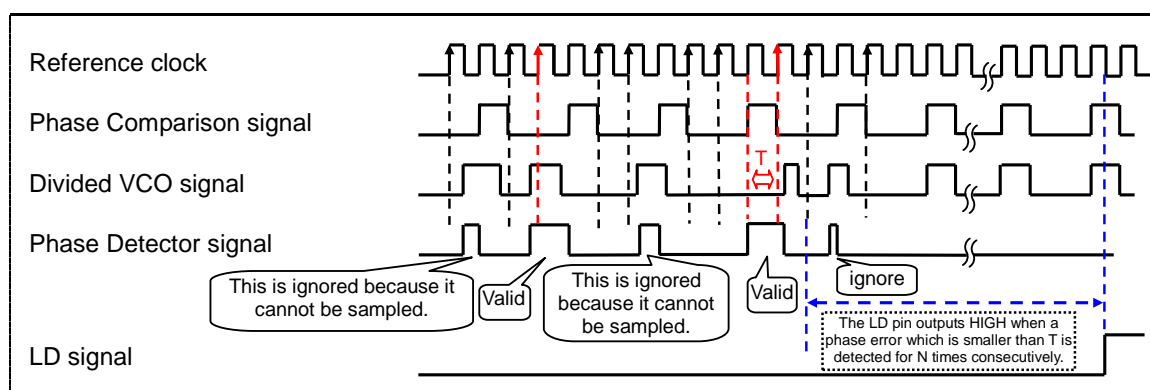 Reference clock
Phase Comparison signal
T
Divided VCO signal
Phase Detector signal
This is ignored because it
cannot be sampled.
Valid
This is ignored
because it cannot
be sampled.
Valid
ignore
The LD pin outputs HIGH when a
phase error which is smaller than T is
detected for N times consecutively.
LD signal